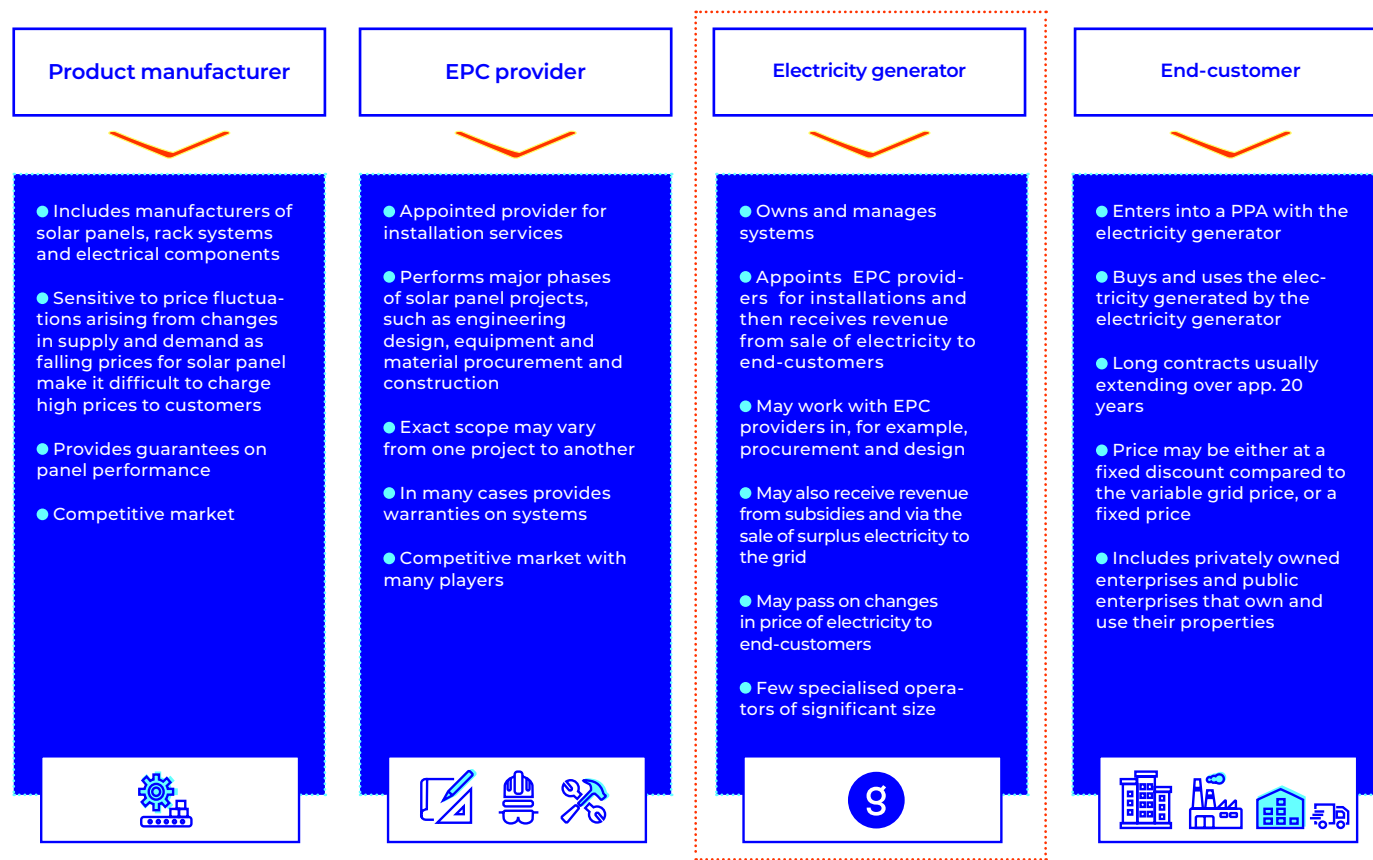 Product manufacturer
● Includes manufacturers of
solar panels, rack systems
and electrical components
● Sensitive to price fluctua-
tions arising from changes
in supply and demand as
falling prices for solar panel
make it difficult to charge
high prices to customers
● Provides guarantees on
panel performance
● Competitive market
EPC provider
● Appointed provider for
installation services
● Performs major phases
of solar panel projects,
such as engineering
design, equipment and
material procurement and
construction
● Exact scope may vary
from one project to another
● In many cases provides
warranties on systems
● Competitive market with
many players
Electricity generator
● Owns and manages
systems
● Appoints EPC provid-
ers for installations and
then receives revenue
from sale of electricity to
end-customers
● May work with EPC
providers in, for example,
procurement and design
● May also receive revenue
from subsidies and via the
sale of surplus electricity to
the grid
● May pass on changes
in price of electricity to
end-customers
● Few specialised opera-
tors of significant size
g
End-customer
● Enters into a PPA with the
electricity generator
● Buys and uses the elec-
tricity generated by the
electricity generator
● Long contracts usually
extending over app. 20
years
● Price may be either at a
fixed discount compared to
the variable grid price, or a
fixed price
● Includes privately owned
enterprises and public
enterprises that own and
use their properties